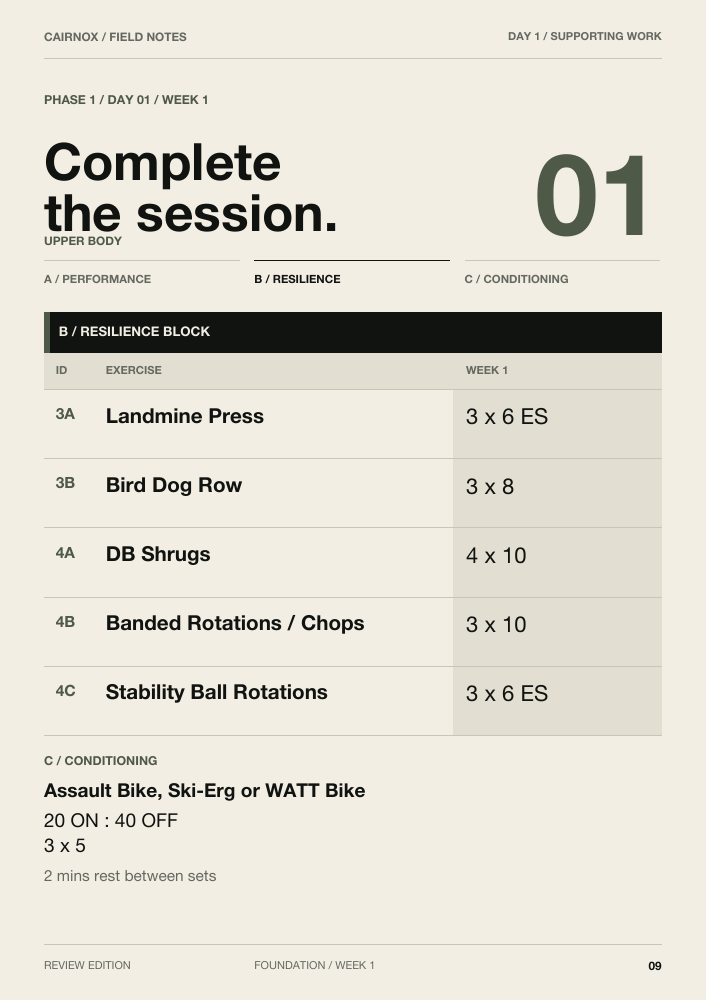 CAIRNOX / FIELD NOTES
DAY 1 / SUPPORTING WORK
PHASE 1 / DAY 01 / WEEK 1
Complete
the session.
01
UPPER BODY
A / PERFORMANCE
B / RESILIENCE
C / CONDITIONING
B / RESILIENCE BLOCK
ID EXERCISE WEEK 1
3A Landmine Press 3 x 6 ES
3B Bird Dog Row 3 x 8
4A DB Shrugs 4 x 10
4B Banded Rotations / Chops 3 x 10
4C Stability Ball Rotations 3 x 6 ES
C / CONDITIONING
Assault Bike, Ski-Erg or WATT Bike
20 ON : 40 OFF
3 x 5
2 mins rest between sets
REVIEW EDITION
FOUNDATION / WEEK 1
09